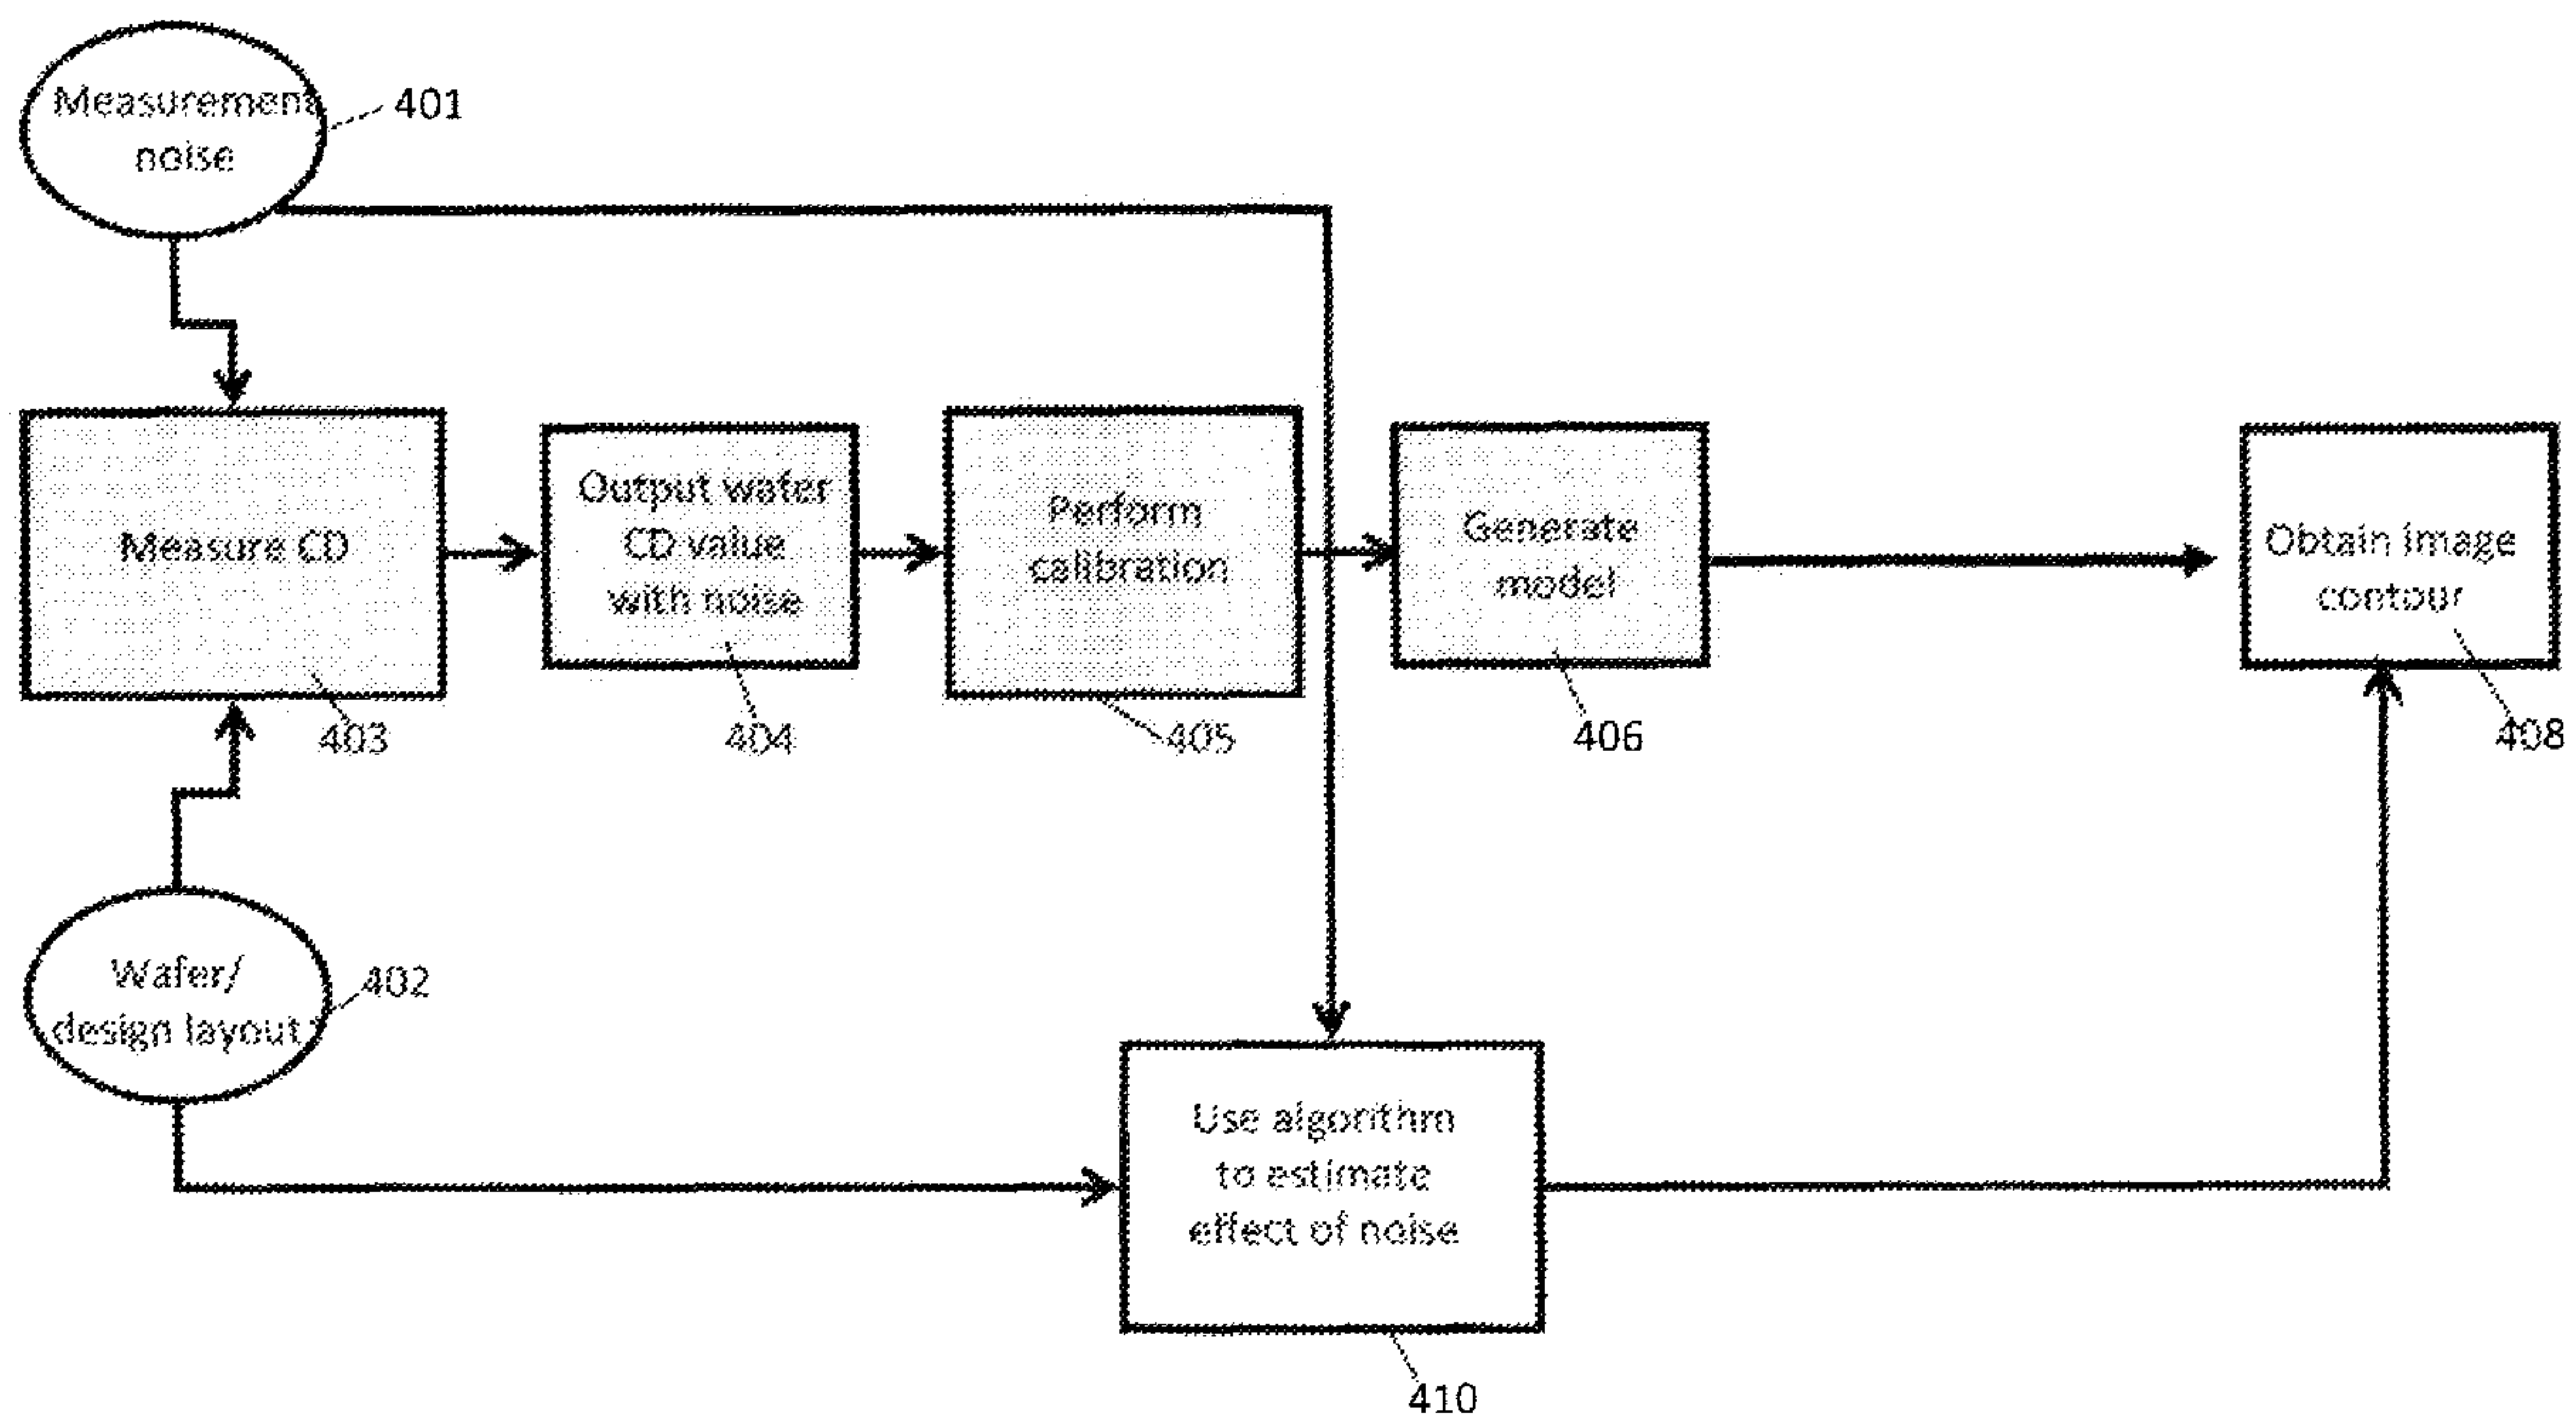 Measurement
noise
401
Measure CD
403
Output wafer
CD value
with noise
404
Perform
calibration
405
Generate
model
406
Obtain image
contour
408
Wafer/
design layout
402
Use algorithm
to estimate
effect of noise
410